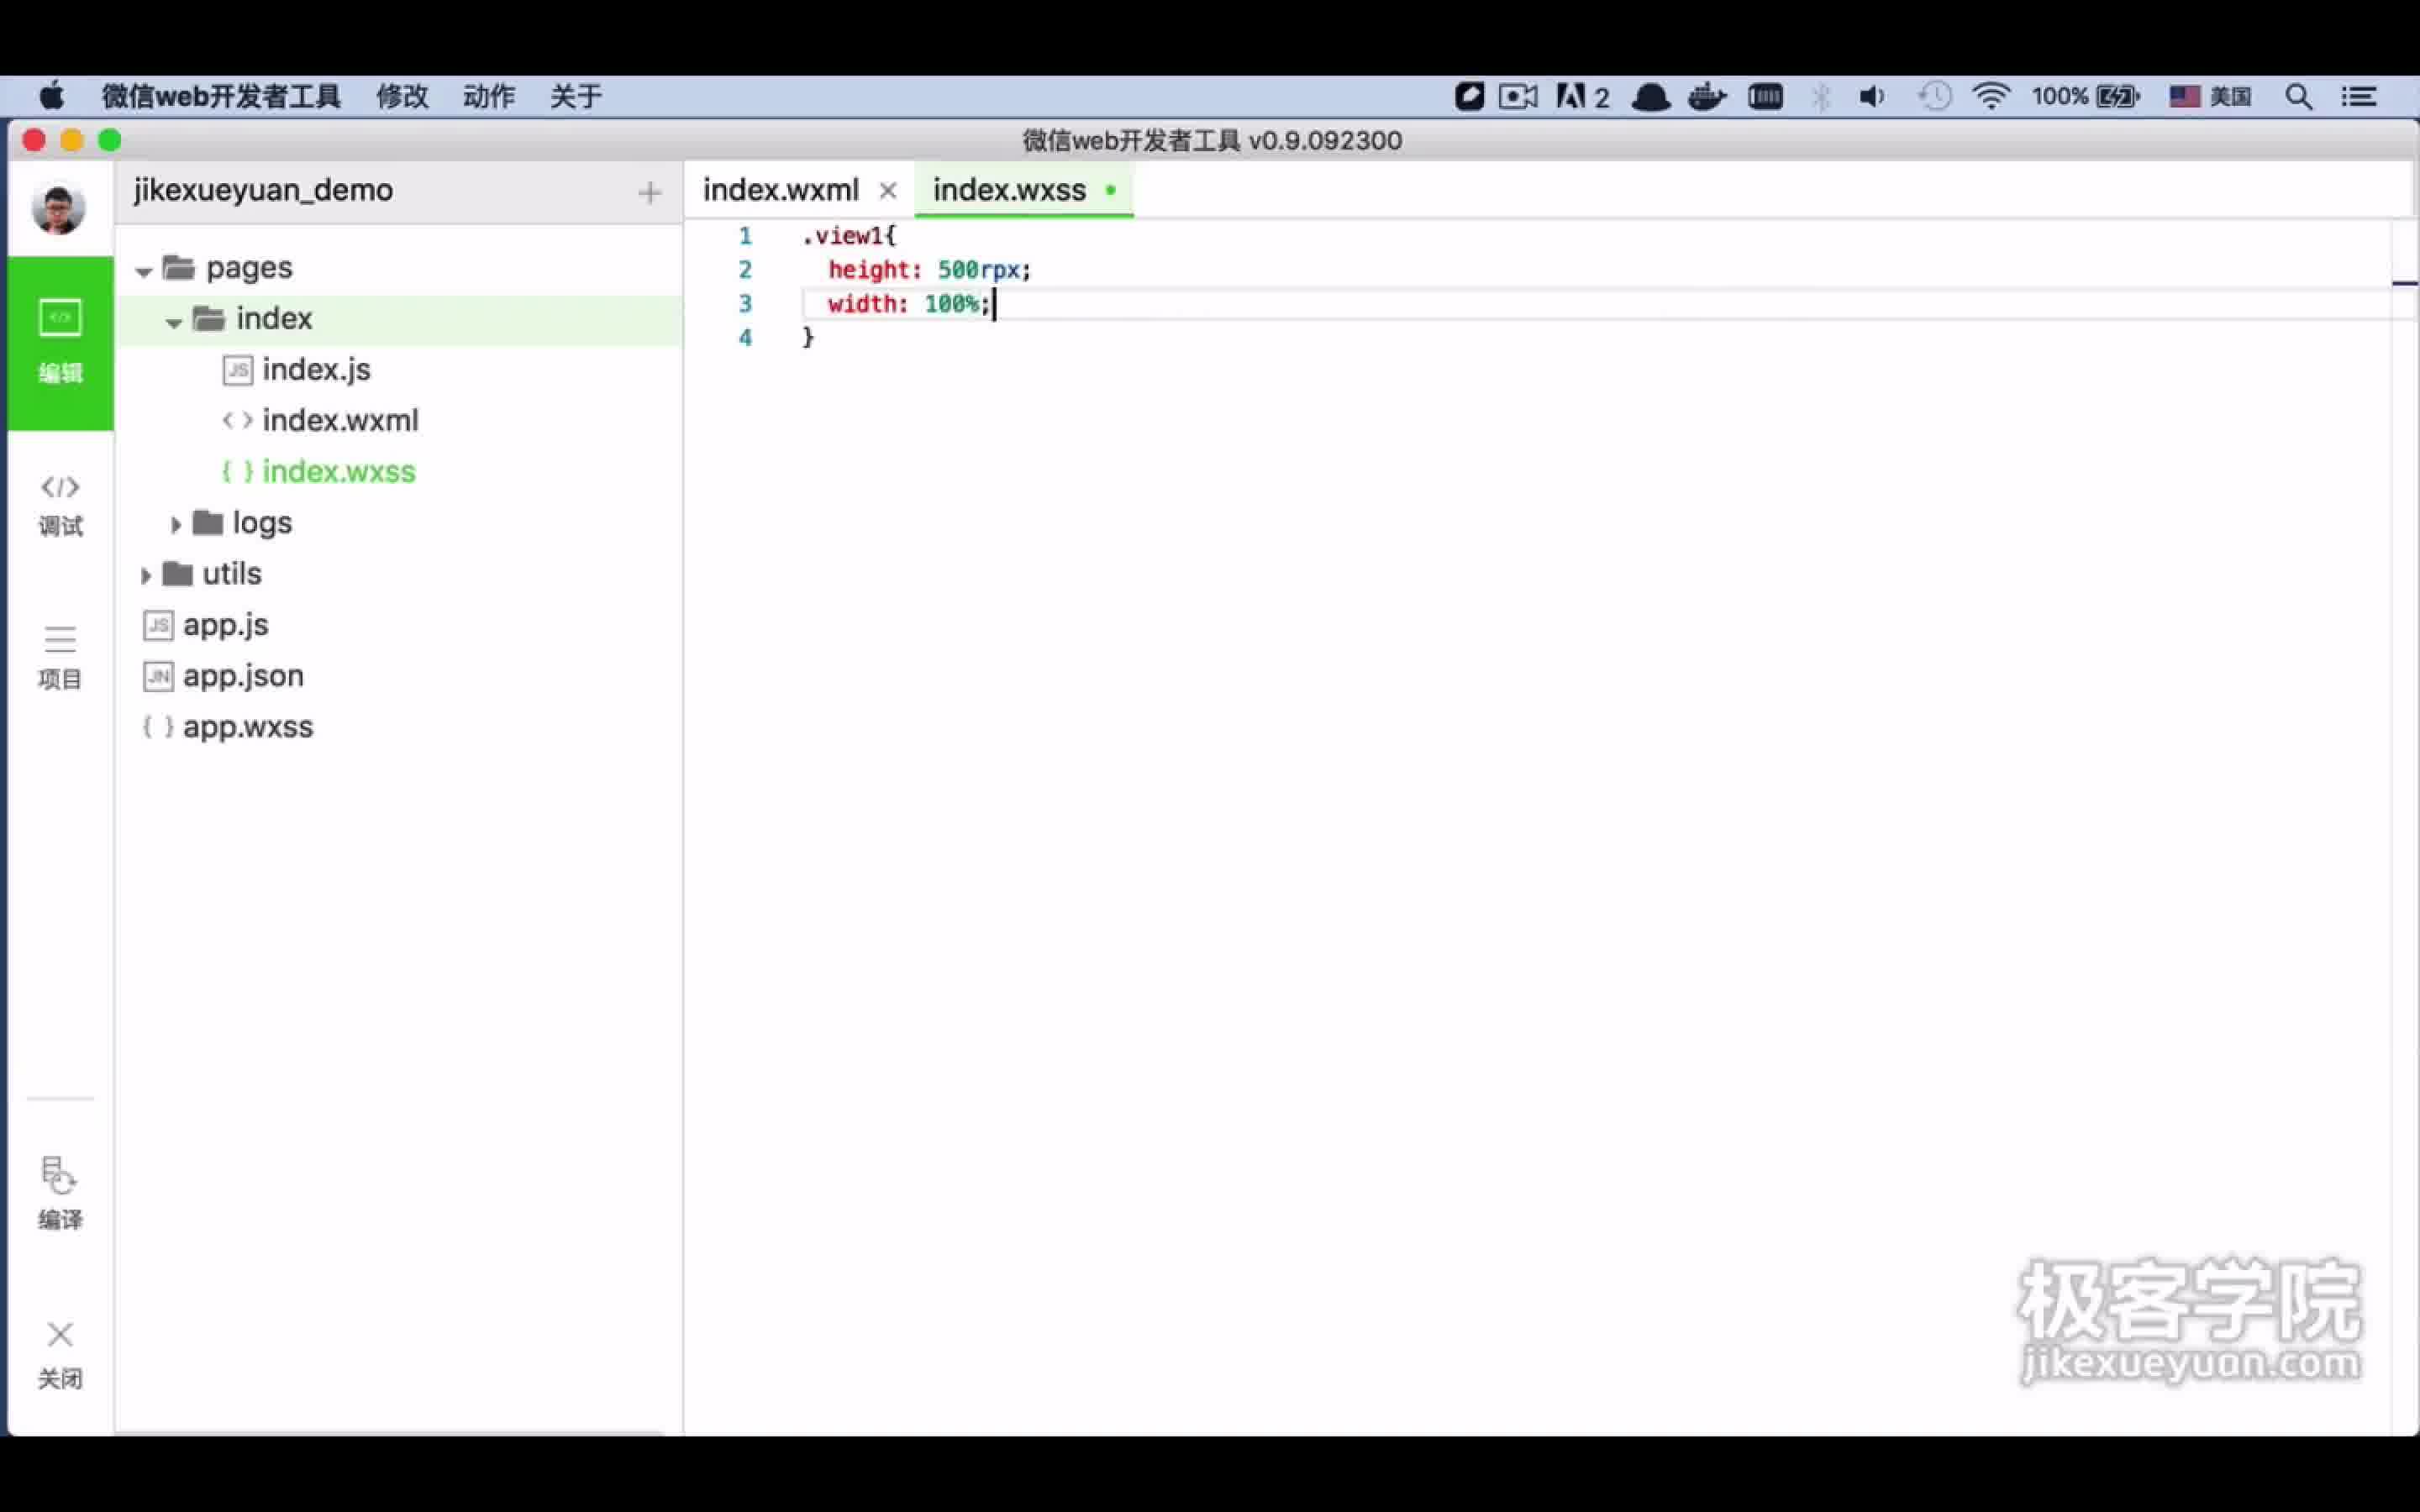 微信web开发者工具 修改 动作 关于 2 100% 美国
微信web开发者工具 v0.9.092300
jikexueyuan_demo
index.wxml index.wxss
编辑
调试
项目
编译
关闭
pages
index
JS index.js
index.wxml
{ } index.wxss
logs
utils
JS app.js
JN app.json
{ } app.wxss
1 .view1{
2 height: 500rpx;
3 width: 100%;
4 }
极客学院
jikexueyuan.com